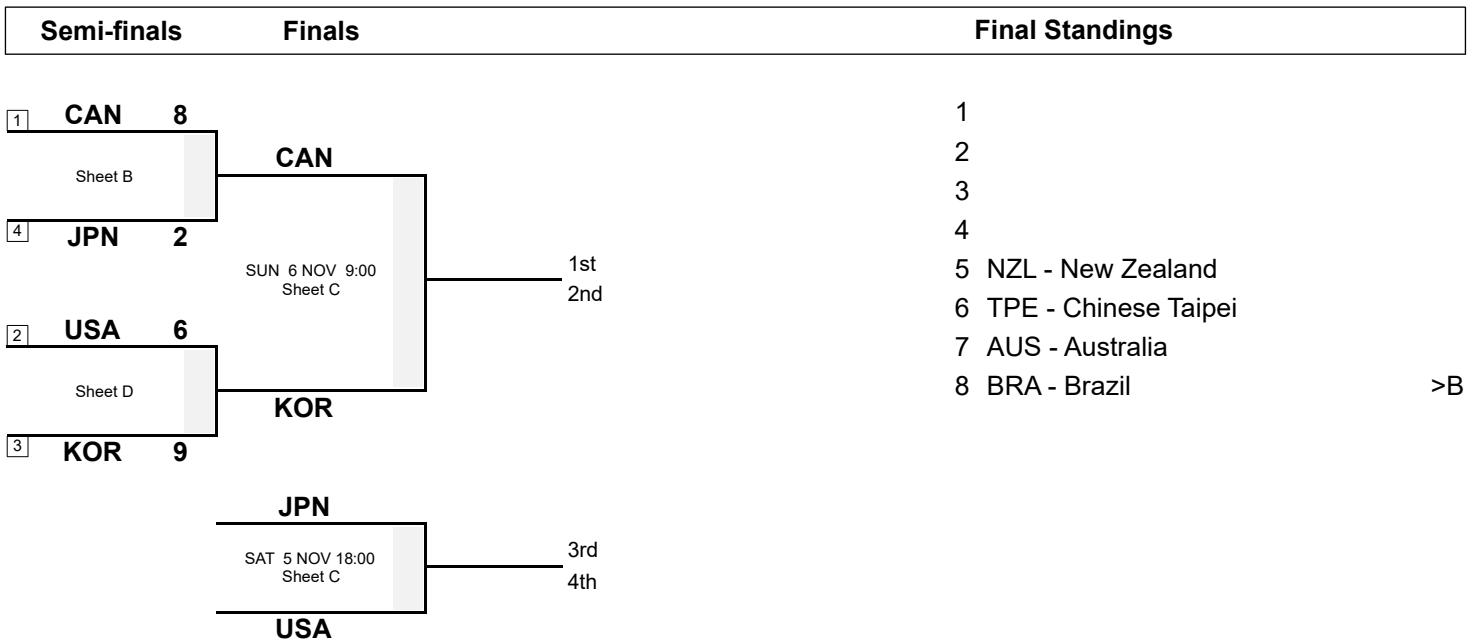 Semi-finals Finals Final Standings
1 CAN 8
Sheet B
4 JPN 2
CAN
SUN 6 NOV 9:00
Sheet C
KOR
1st
2nd
2 USA 6
Sheet D
3 KOR 9
JPN
SAT 5 NOV 18:00
Sheet C
USA
3rd
4th
1
2
3
4
5 NZL - New Zealand
6 TPE - Chinese Taipei
7 AUS - Australia
8 BRA - Brazil >B